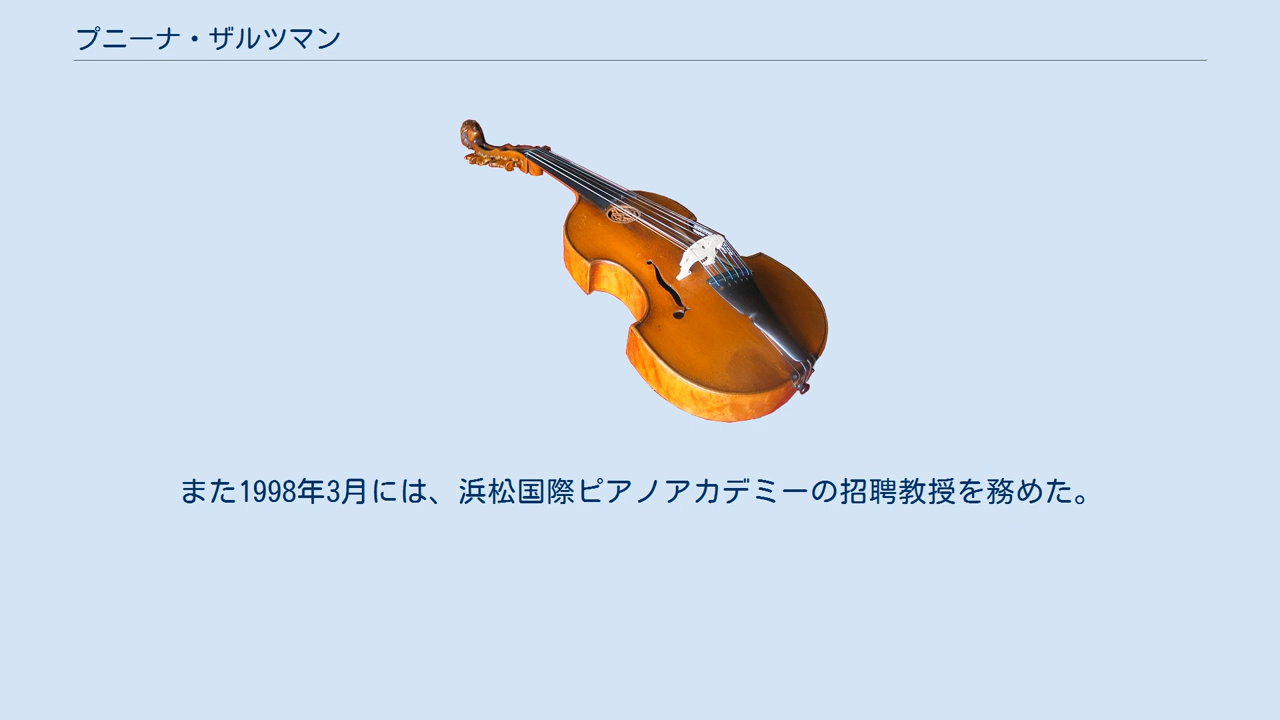 プニーナ・ザルツマン
また1998年3月には、浜松国際ピアノアカデミーの招聘教授を務めた。